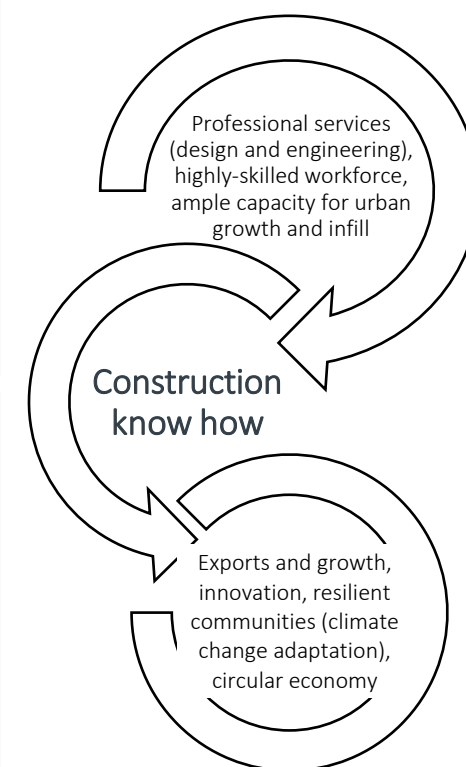 Professional services
(design and engineering),
highly-skilled workforce,
ample capacity for urban
growth and infill
Construction
know how
Exports and growth,
innovation, resilient
communities (climate
change adaptation),
circular economy